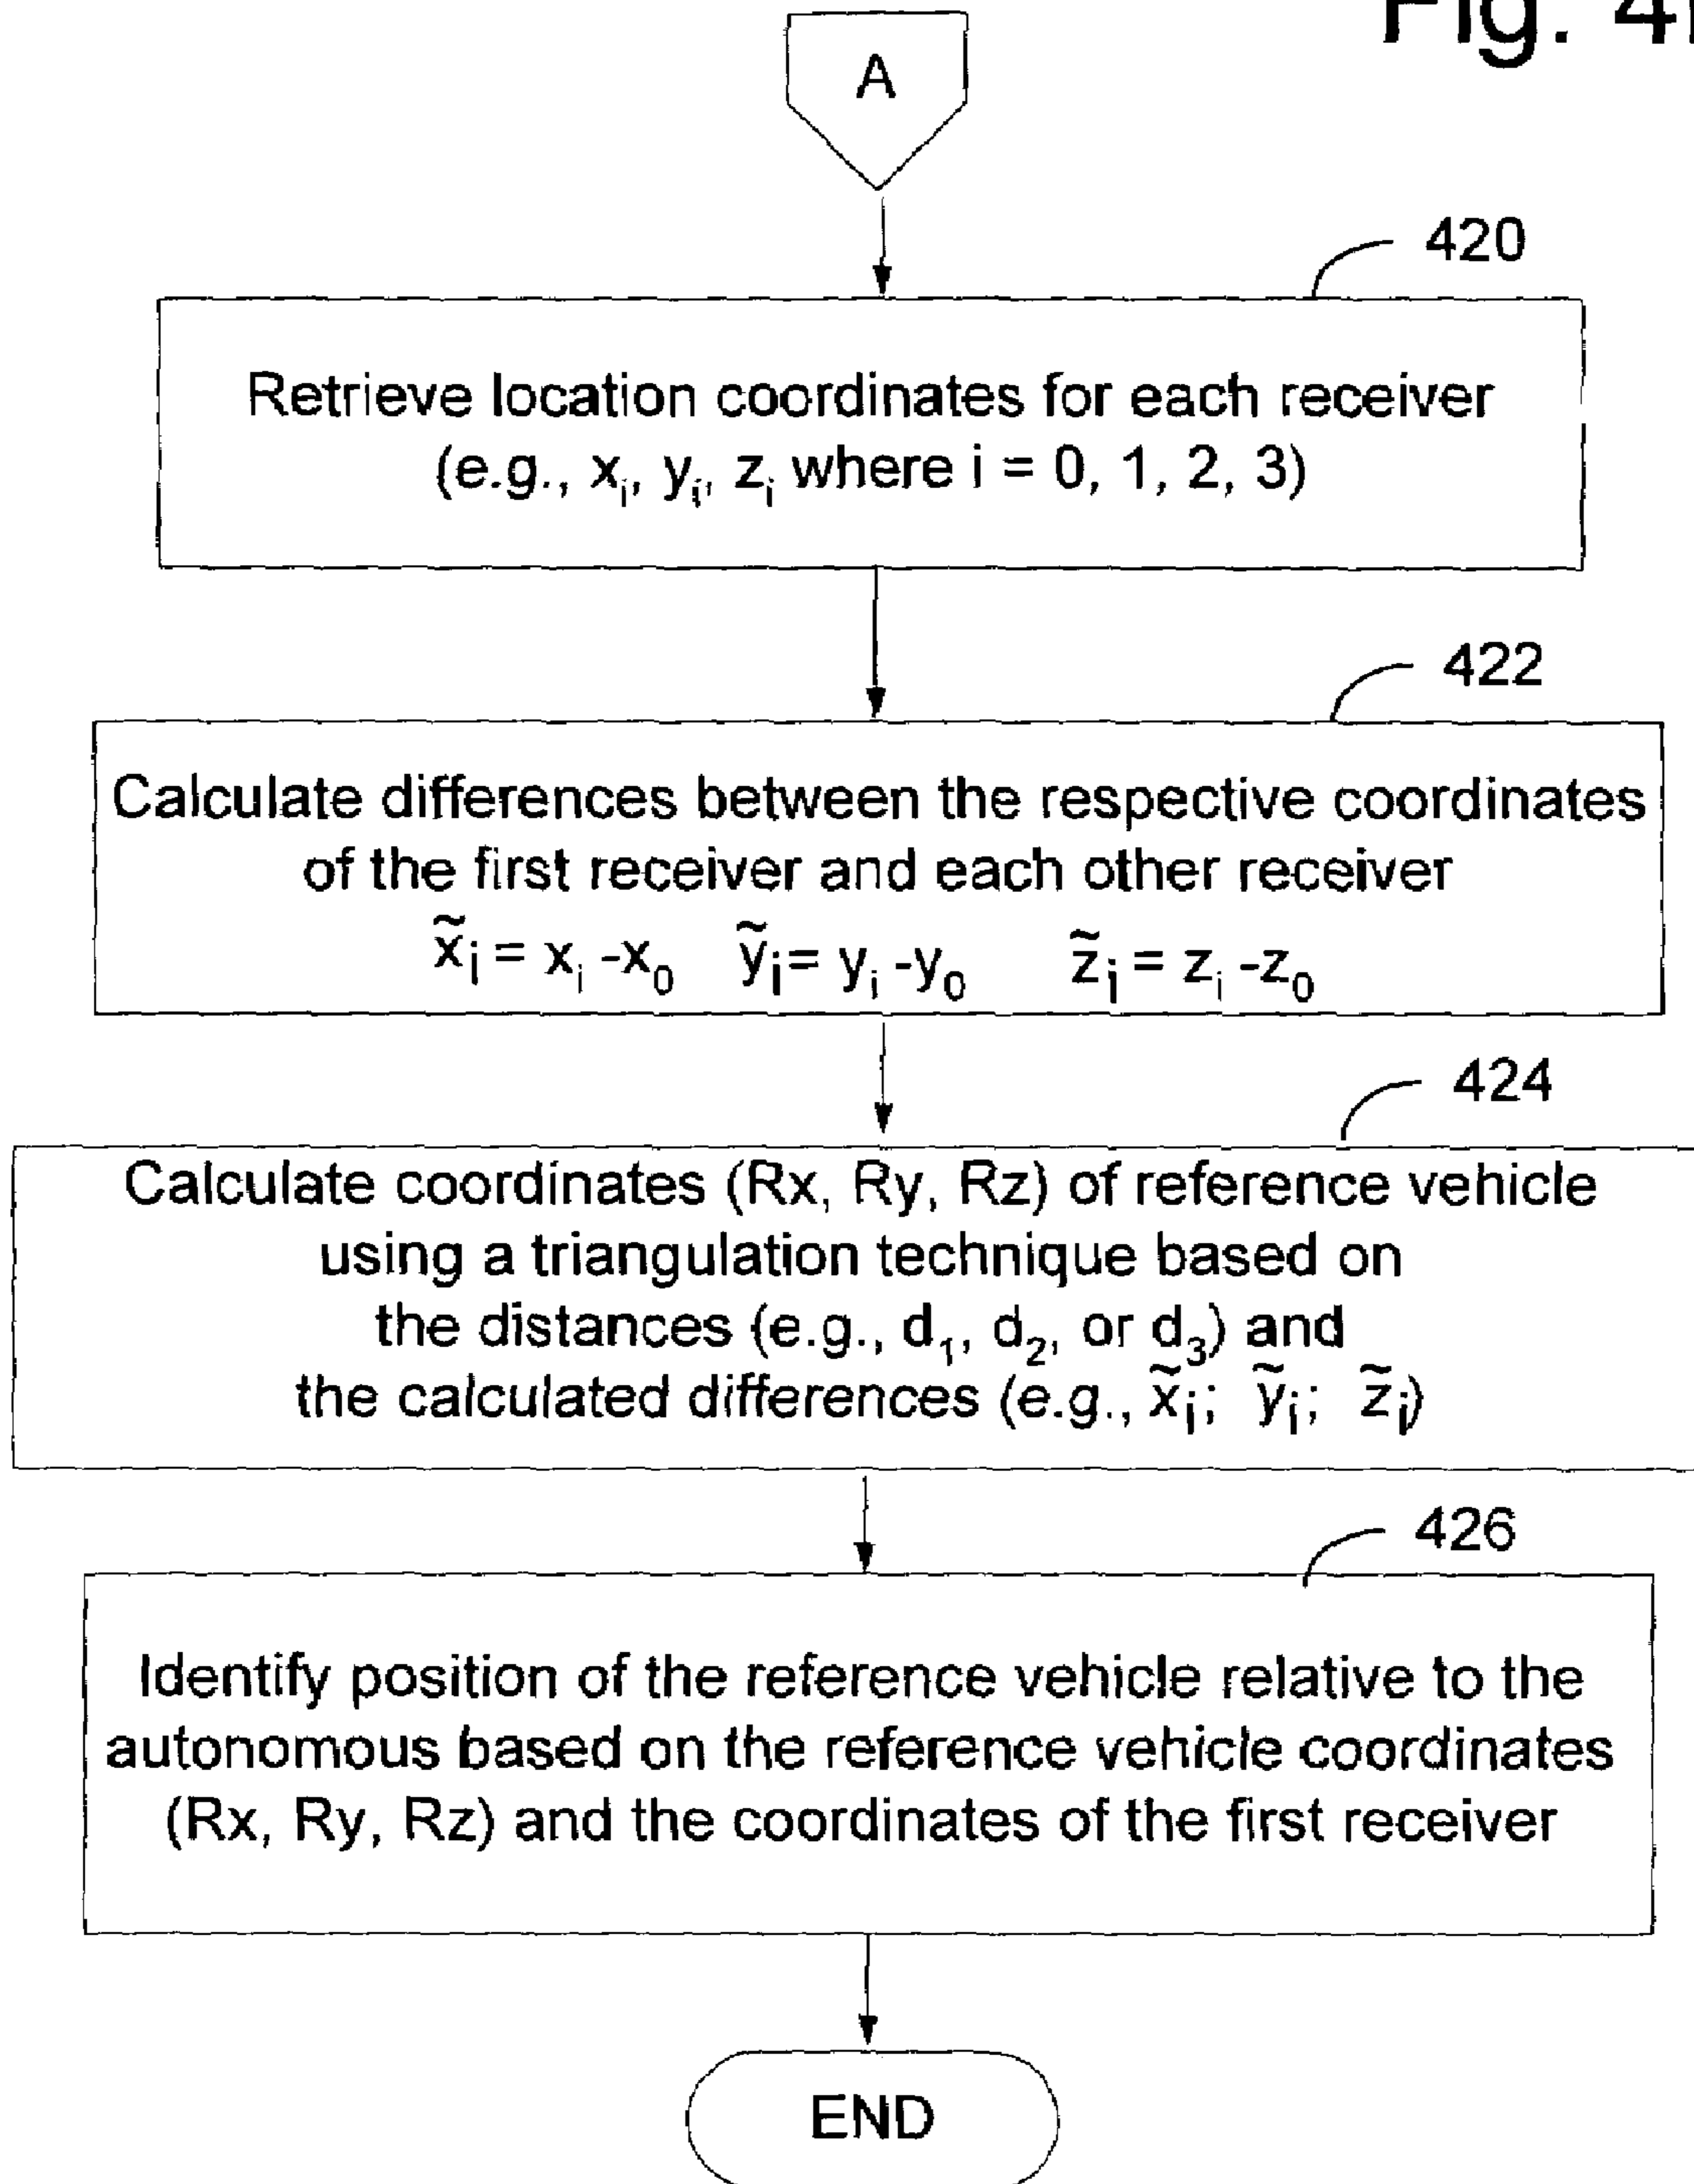 Fig.
A
420
Retrieve location coordinates for each receiver
(e.g., xᵢ, yᵢ, zᵢ where i = 0, 1, 2, 3)
422
Calculate differences between the respective coordinates
of the first receiver and each other receiver
x̃ᵢ = xᵢ -x₀ ỹᵢ= yᵢ -y₀ z̃ᵢ = zᵢ -z₀
424
Calculate coordinates (Rx, Ry, Rz) of reference vehicle
using a triangulation technique based on
the distances (e.g., d₁, d₂, or d₃) and
the calculated differences (e.g., x̃ᵢ; ỹᵢ; z̃ᵢ)
426
Identify position of the reference vehicle relative to the
autonomous based on the reference vehicle coordinates
(Rx, Ry, Rz) and the coordinates of the first receiver
END